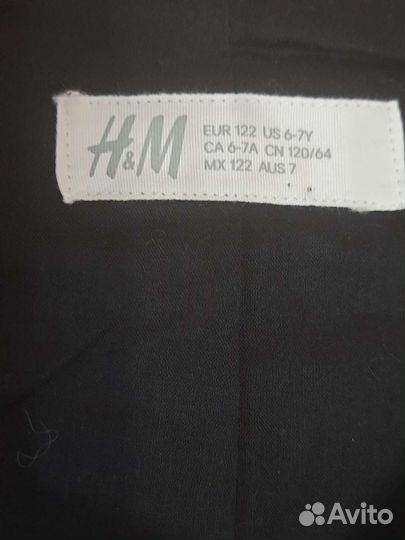 H&M
EUR 122 US 6-7Y
CA 6-7A CN 120/64
MX 122 AUS 7
Avito